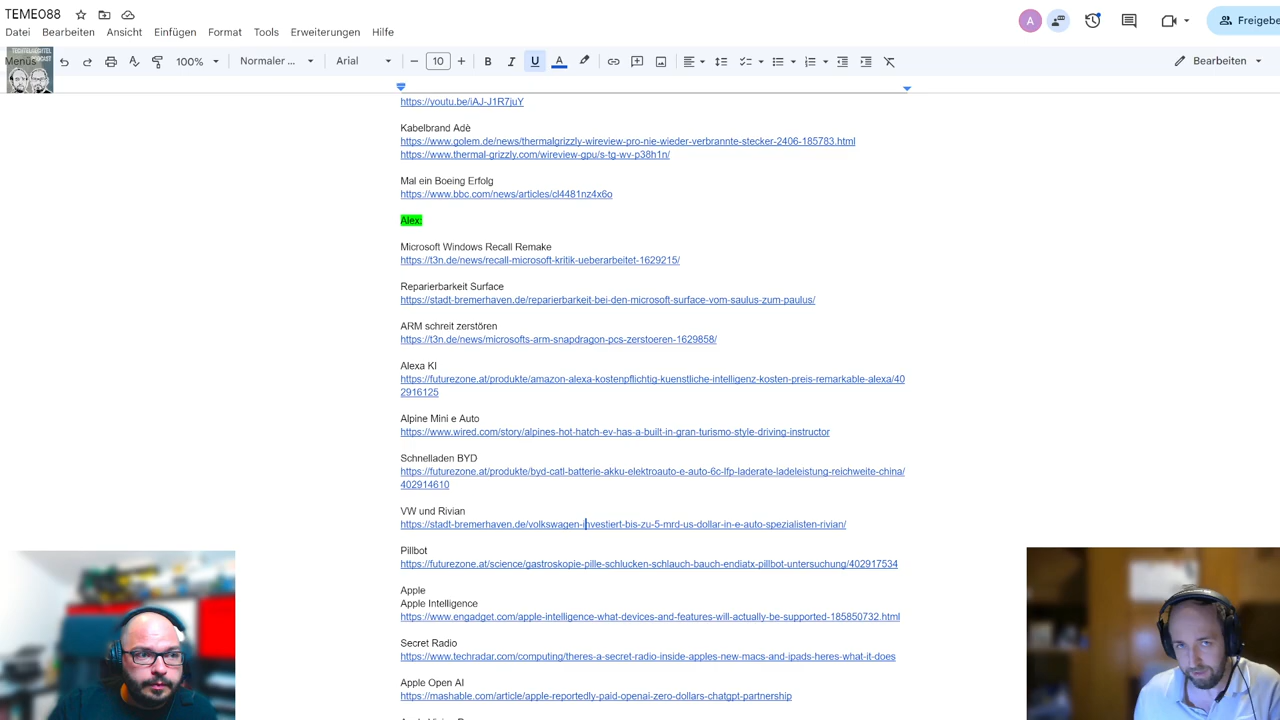 TEME088
Datei Bearbeiten Ansicht Einfügen Format Tools Erweiterungen Hilfe
A
Freigebe
Menüs
100%
Normaler ...
Arial
10
B I U A
Bearbeiten
https://youtu.be/iAJ-J1R7juY
Kabelbrand Adè
https://www.golem.de/news/thermalgrizzly-wireview-pro-nie-wieder-verbrannte-stecker-2406-185783.html
https://www.thermal-grizzly.com/wireview-gpu/s-tg-wv-p38h1n/
Mal ein Boeing Erfolg
https://www.bbc.com/news/articles/cl4481nz4x6o
Alex:
Microsoft Windows Recall Remake
https://t3n.de/news/recall-microsoft-kritik-ueberarbeitet-1629215/
Reparierbarkeit Surface
https://stadt-bremerhaven.de/reparierbarkeit-bei-den-microsoft-surface-vom-saulus-zum-paulus/
ARM schreit zerstören
https://t3n.de/news/microsofts-arm-snapdragon-pcs-zerstoeren-1629858/
Alexa KI
https://futurezone.at/produkte/amazon-alexa-kostenpflichtig-kuenstliche-intelligenz-kosten-preis-remarkable-alexa/40
2916125
Alpine Mini e Auto
https://www.wired.com/story/alpines-hot-hatch-ev-has-a-built-in-gran-turismo-style-driving-instructor
Schnelladen BYD
https://futurezone.at/produkte/byd-catl-batterie-akku-elektroauto-e-auto-6c-lfp-laderate-ladeleistung-reichweite-china/
402914610
VW und Rivian
https://stadt-bremerhaven.de/volkswagen-investiert-bis-zu-5-mrd-us-dollar-in-e-auto-spezialisten-rivian/
Pillbot
https://futurezone.at/science/gastroskopie-pille-schlucken-schlauch-bauch-endiatx-pillbot-untersuchung/402917534
Apple
Apple Intelligence
https://www.engadget.com/apple-intelligence-what-devices-and-features-will-actually-be-supported-185850732.html
Secret Radio
https://www.techradar.com/computing/theres-a-secret-radio-inside-apples-new-macs-and-ipads-heres-what-it-does
Apple Open AI
https://mashable.com/article/apple-reportedly-paid-openai-zero-dollars-chatgpt-partnership